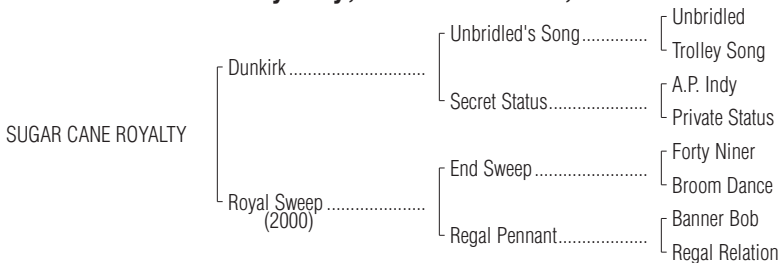 Unbridled
Unbridled's Song..............
Trolley Song
Dunkirk.............................
A.P. Indy
Secret Status.....................
Private Status
SUGAR CANE ROYALTY
Forty Niner
End Sweep........................
Broom Dance
Royal Sweep.....................
(2000)
Banner Bob
Regal Pennant...................
Regal Relation